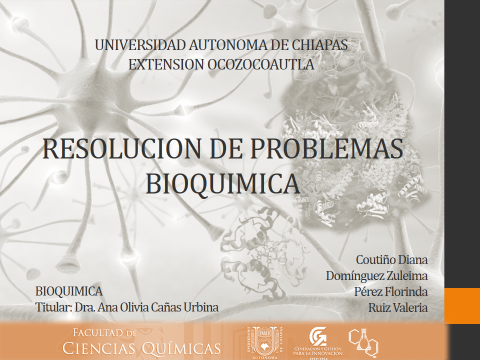 UNIVERSIDAD AUTONOMA DE CHIAPAS
EXTENSION OCOZOCOAUTLA
RESOLUCION DE PROBLEMAS
BIOQUIMICA
Coutiño Diana
Domínguez Zuleima
Pérez Florinda
Ruiz Valeria
BIOQUIMICA
Titular: Dra. Ana Olivia Cañas Urbina
FACULTAD DE
CIENCIAS QUÍMICAS